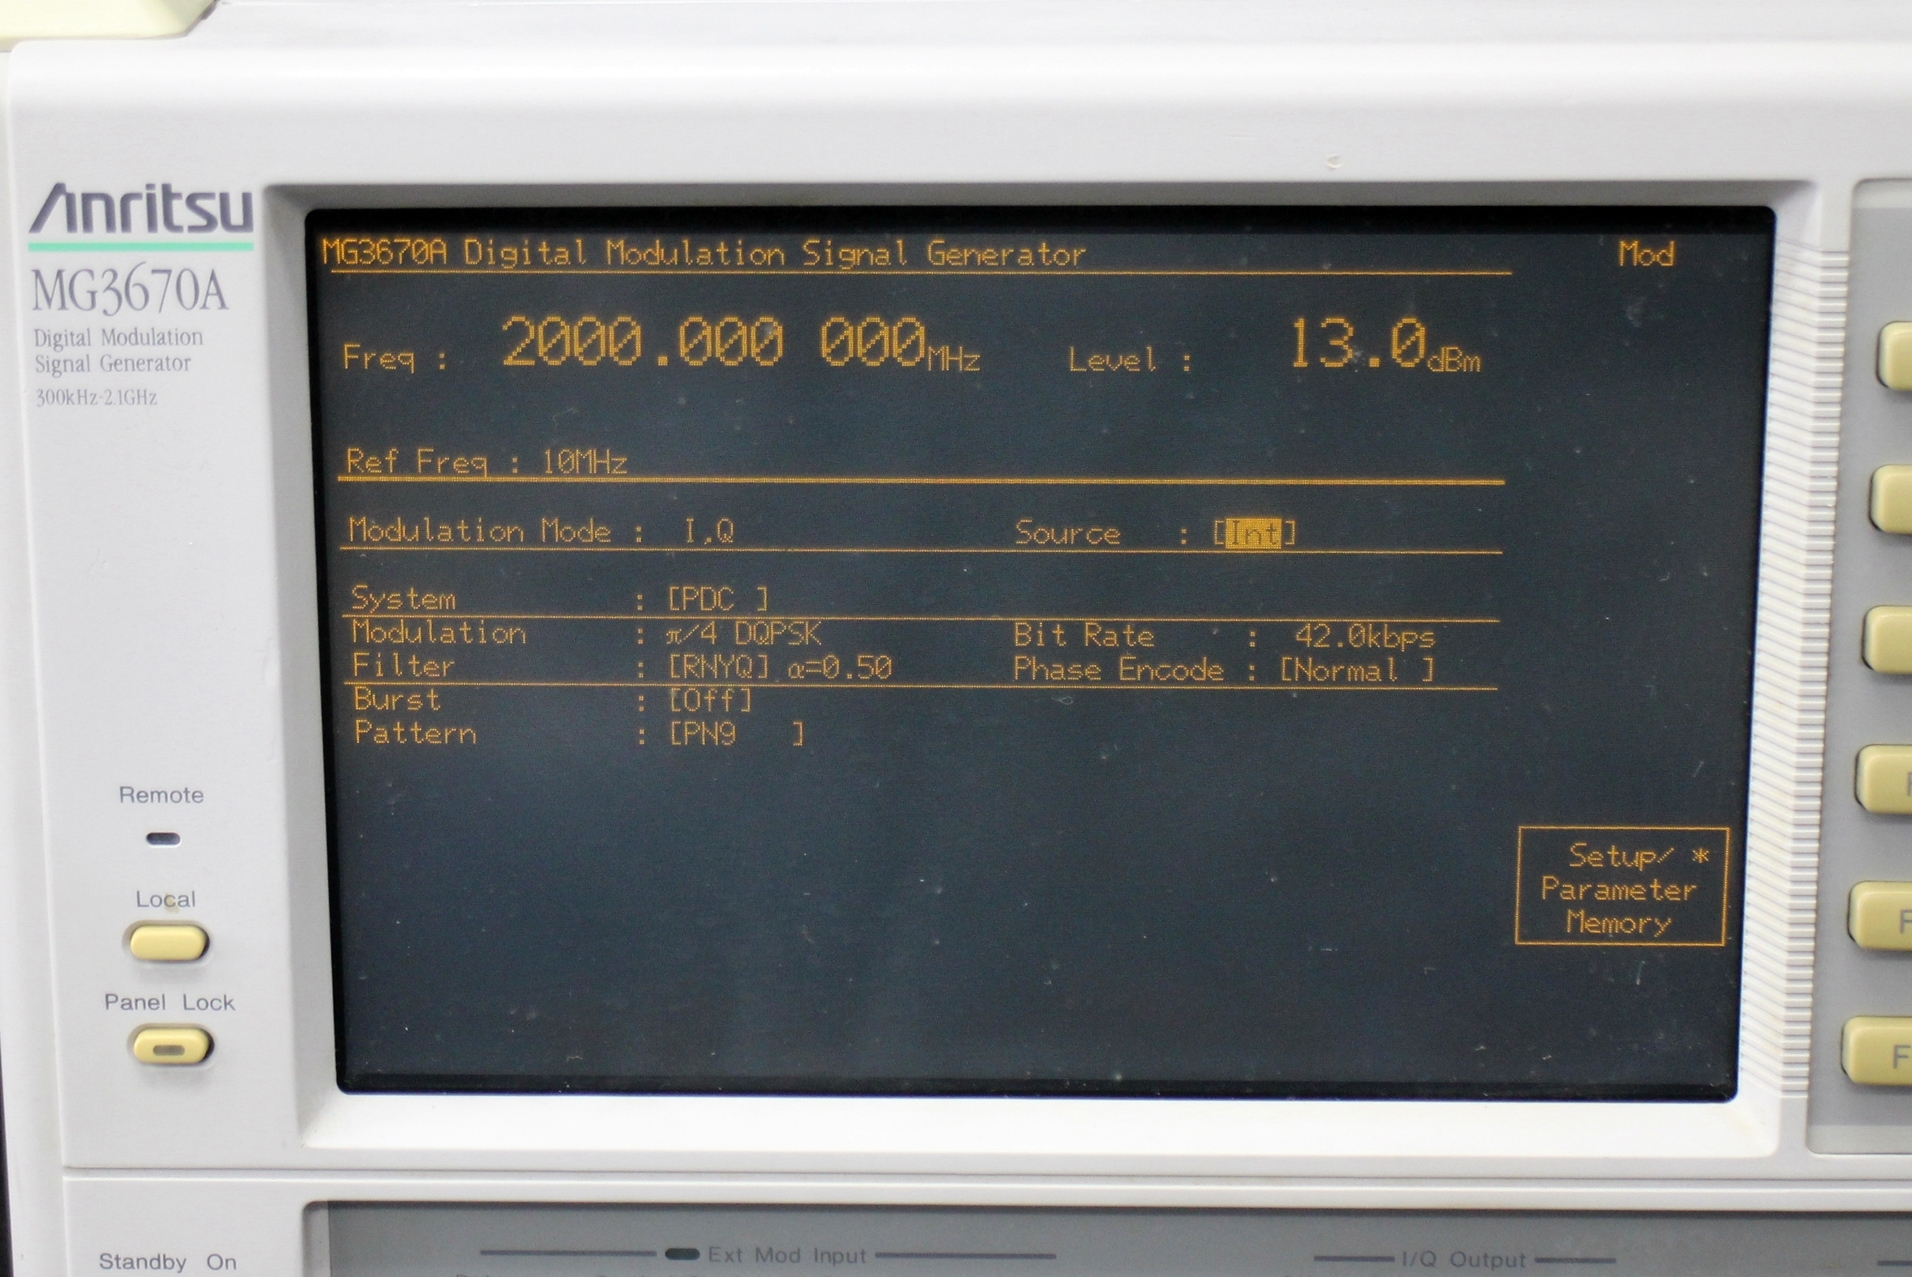 Anritsu
MG3670A
Digital Modulation
Signal Generator
300kHz-2.1GHz
MG3670A Digital Modulation Signal Generator Mod
Freq : 2000.000 000MHz Level : 13.0dBm
Ref Freq : 10MHz
Modulation Mode : I,Q Source : [Int]
System : [PDC ]
Modulation : π/4 DQPSK Bit Rate : 42.0kbps
Filter : [RNYQ] α=0.50 Phase Encode : [Normal ]
Burst : [Off]
Pattern : [PN9 ]
Setup/ *
Parameter
Memory
Remote
Local
Panel Lock
Standby On
Ext Mod Input
I/Q Output